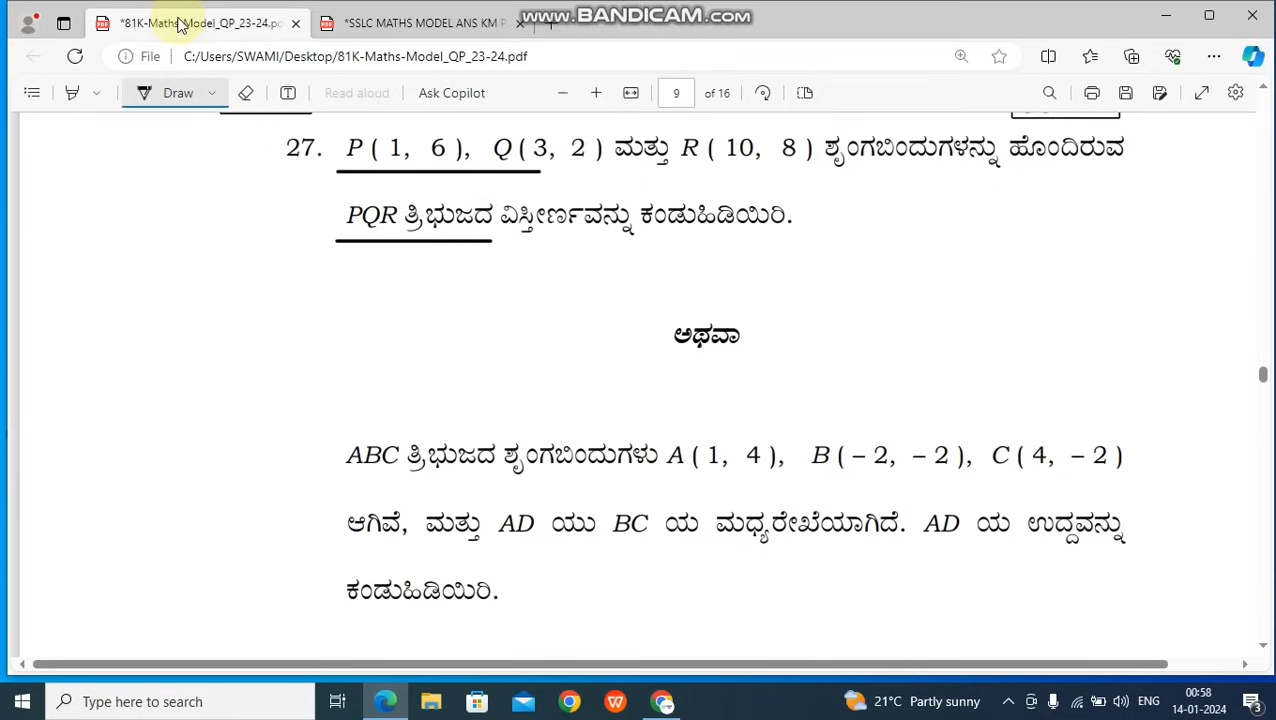 *81K-Maths-Model_QP_23-24.pd
*SSLC MATHS MODEL ANS KM P
www.BANDICAM.com
File
C:/Users/SWAMI/Desktop/81K-Maths-Model_QP_23-24.pdf
Draw
Read aloud
Ask Copilot
9 of 16
27. P ( 1, 6 ), Q ( 3, 2 ) ಮತ್ತು R ( 10, 8 ) ಶೃಂಗಬಿಂದುಗಳನ್ನು ಹೊಂದಿರುವ
PQR ತ್ರಿಭುಜದ ವಿಸ್ತೀರ್ಣವನ್ನು ಕಂಡುಹಿಡಿಯಿರಿ.
ಅಥವಾ
ABC ತ್ರಿಭುಜದ ಶೃಂಗಬಿಂದುಗಳು A ( 1, 4 ), B ( – 2, – 2 ), C ( 4, – 2 )
ಆಗಿವೆ, ಮತ್ತು AD ಯು BC ಯ ಮಧ್ಯರೇಖೆಯಾಗಿದೆ. AD ಯ ಉದ್ದವನ್ನು
ಕಂಡುಹಿಡಿಯಿರಿ.
Type here to search
21°C Partly sunny
ENG
00:58
14-01-2024
3